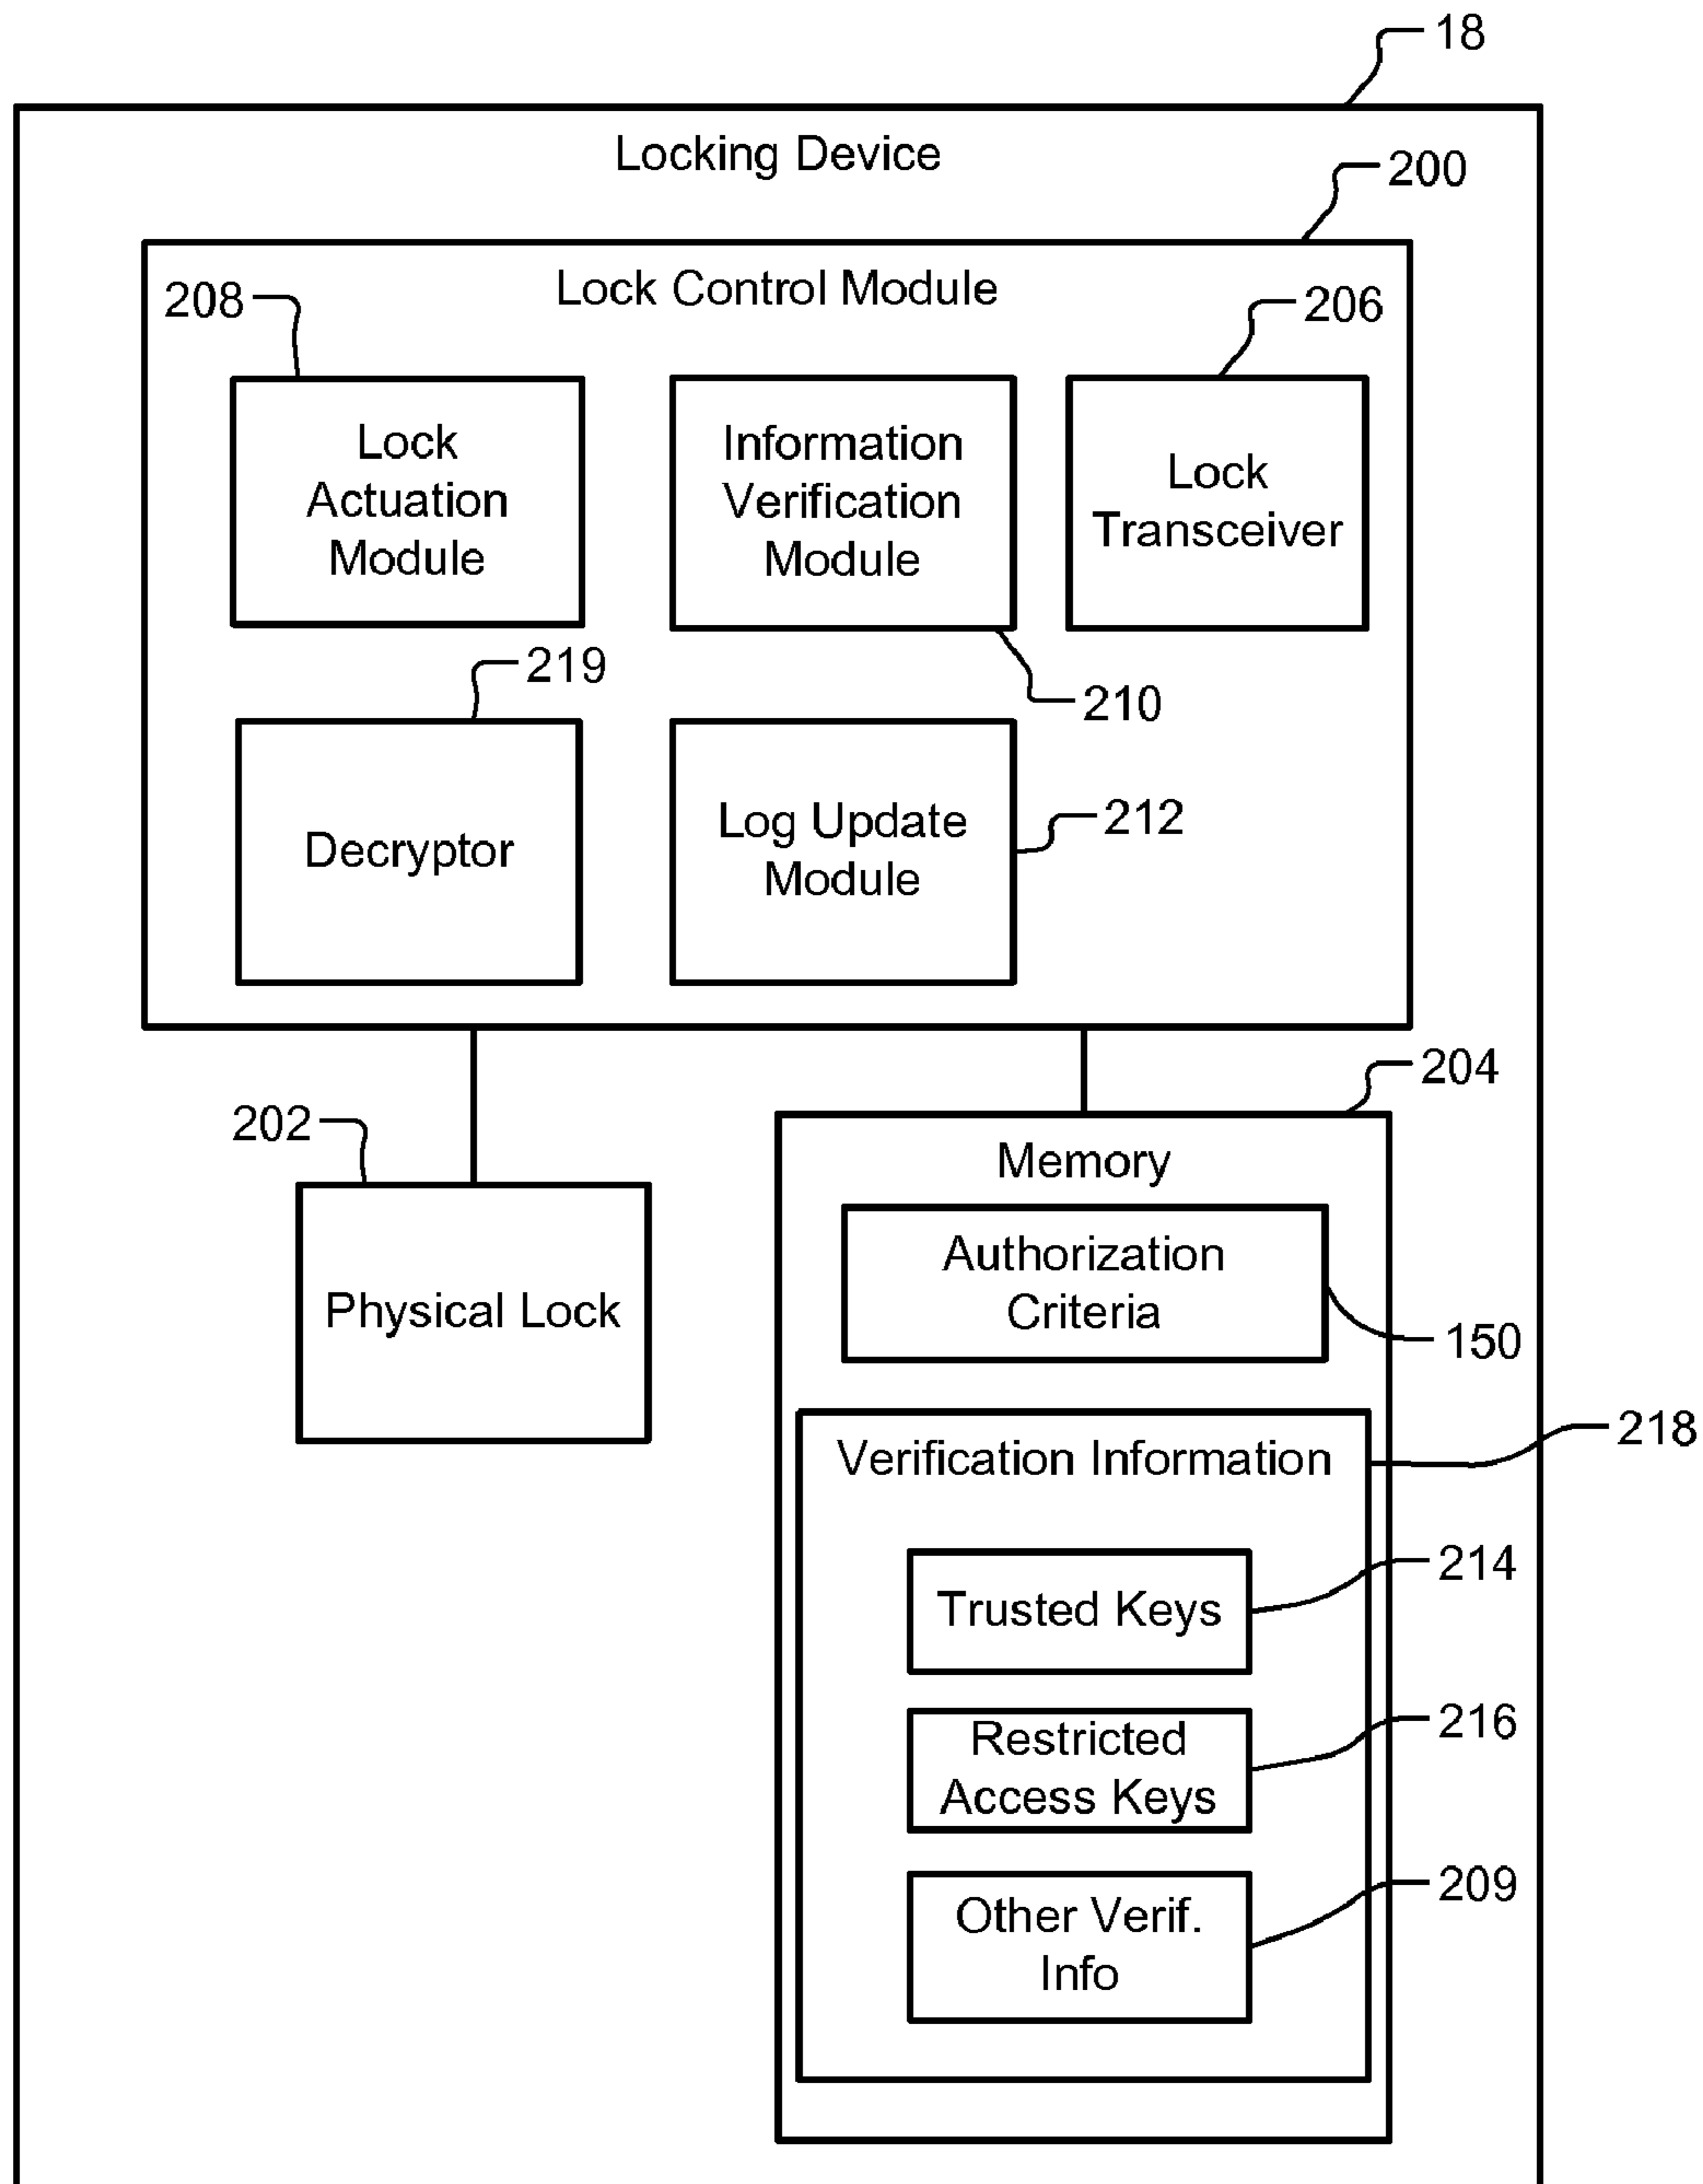 18
Locking Device
200
Lock Control Module
208
206
Lock
Actuation
Module
Information
Verification
Module
Lock
Transceiver
219
210
Decryptor
Log Update
Module
212
204
202
Memory
Physical Lock
Authorization
Criteria
150
218
Verification Information
214
Trusted Keys
216
Restricted
Access Keys
209
Other Verif.
Info